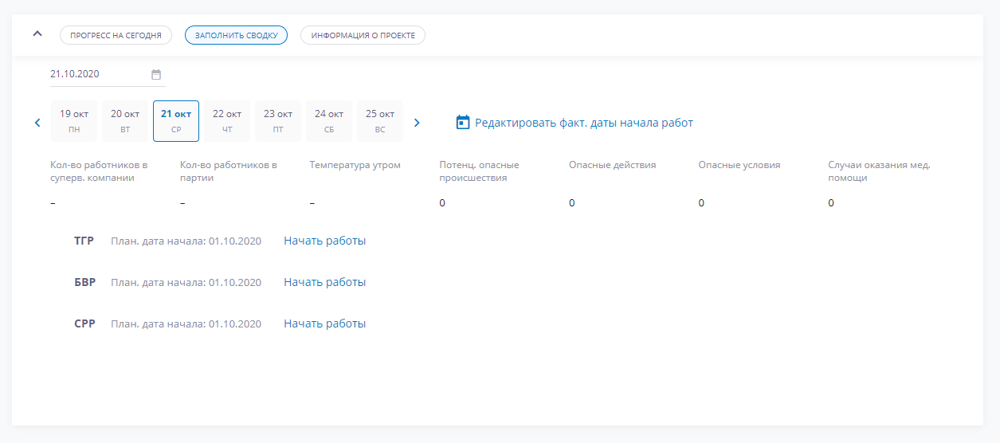 ПРОГРЕСС НА СЕГОДНЯ ЗАПОЛНИТЬ СВОДКУ ИНФОРМАЦИЯ О ПРОЕКТЕ
21.10.2020
19 окт 20 окт 21 окт 22 окт 23 окт 24 окт 25 окт
ПН ВТ СР ЧТ ПТ СБ ВС
Редактировать факт. даты начала работ
Кол-во работников в Кол-во работников в Температура утром Потенц. опасные Опасные действия Опасные условия Случаи оказания мед.
суперв. компании партии происшествия помощи
– – – 0 0 0 0
ТГР План. дата начала: 01.10.2020 Начать работы
БВР План. дата начала: 01.10.2020 Начать работы
СРР План. дата начала: 01.10.2020 Начать работы